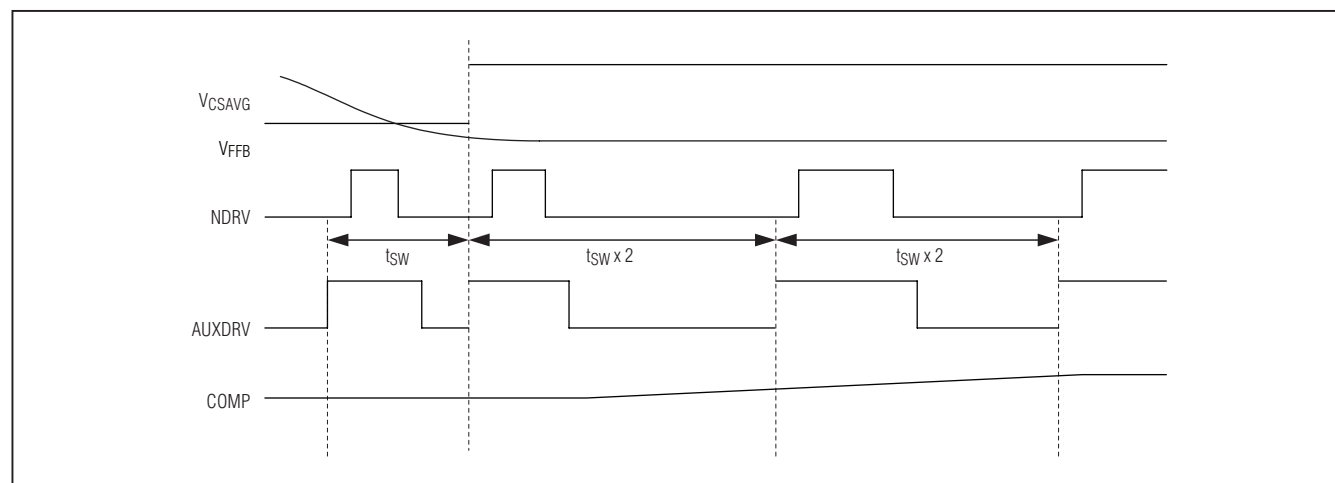 VCSAVG
VFFB
NDRV
tSW
tSW x 2
tSW x 2
AUXDRV
COMP